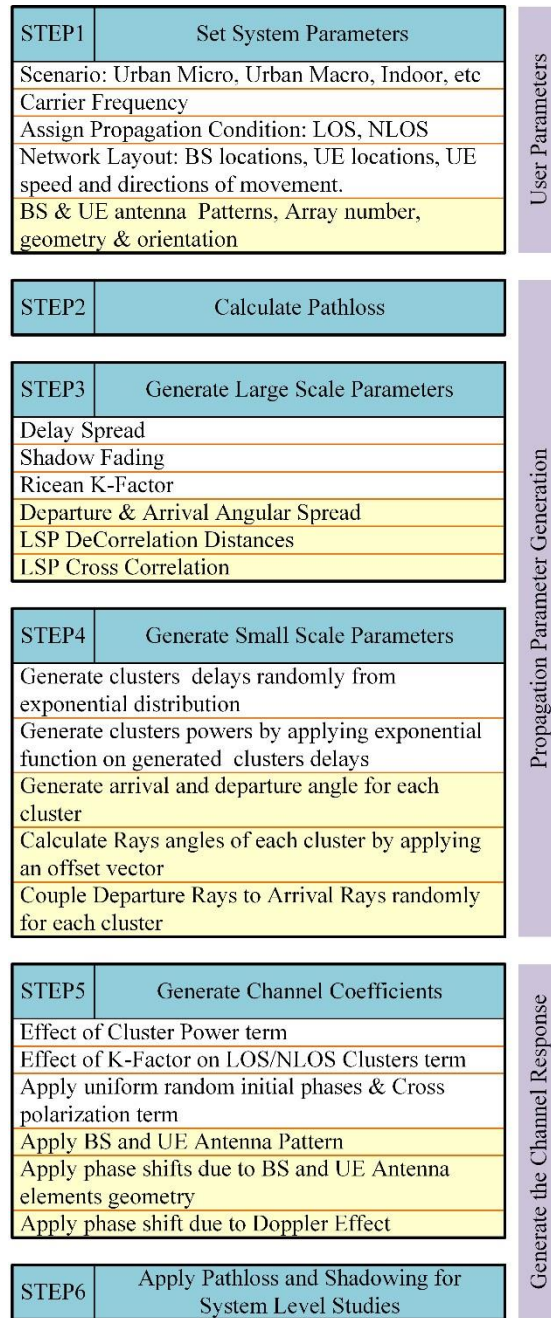 STEP1 Set System Parameters
Scenario: Urban Micro, Urban Macro, Indoor, etc
Carrier Frequency
Assign Propagation Condition: LOS, NLOS
Network Layout: BS locations, UE locations, UE
speed and directions of movement.
BS & UE antenna Patterns, Array number,
geometry & orientation
User Parameters
STEP2 Calculate Pathloss
STEP3 Generate Large Scale Parameters
Delay Spread
Shadow Fading
Ricean K-Factor
Departure & Arrival Angular Spread
LSP DeCorrelation Distances
LSP Cross Correlation
STEP4 Generate Small Scale Parameters
Generate clusters delays randomly from
exponential distribution
Generate clusters powers by applying exponential
function on generated clusters delays
Generate arrival and departure angle for each
cluster
Calculate Rays angles of each cluster by applying
an offset vector
Couple Departure Rays to Arrival Rays randomly
for each cluster
Propagation Parameter Generation
STEP5 Generate Channel Coefficients
Effect of Cluster Power term
Effect of K-Factor on LOS/NLOS Clusters term
Apply uniform random initial phases & Cross
polarization term
Apply BS and UE Antenna Pattern
Apply phase shifts due to BS and UE Antenna
elements geometry
Apply phase shift due to Doppler Effect
STEP6 Apply Pathloss and Shadowing for
System Level Studies
Generate the Channel Response